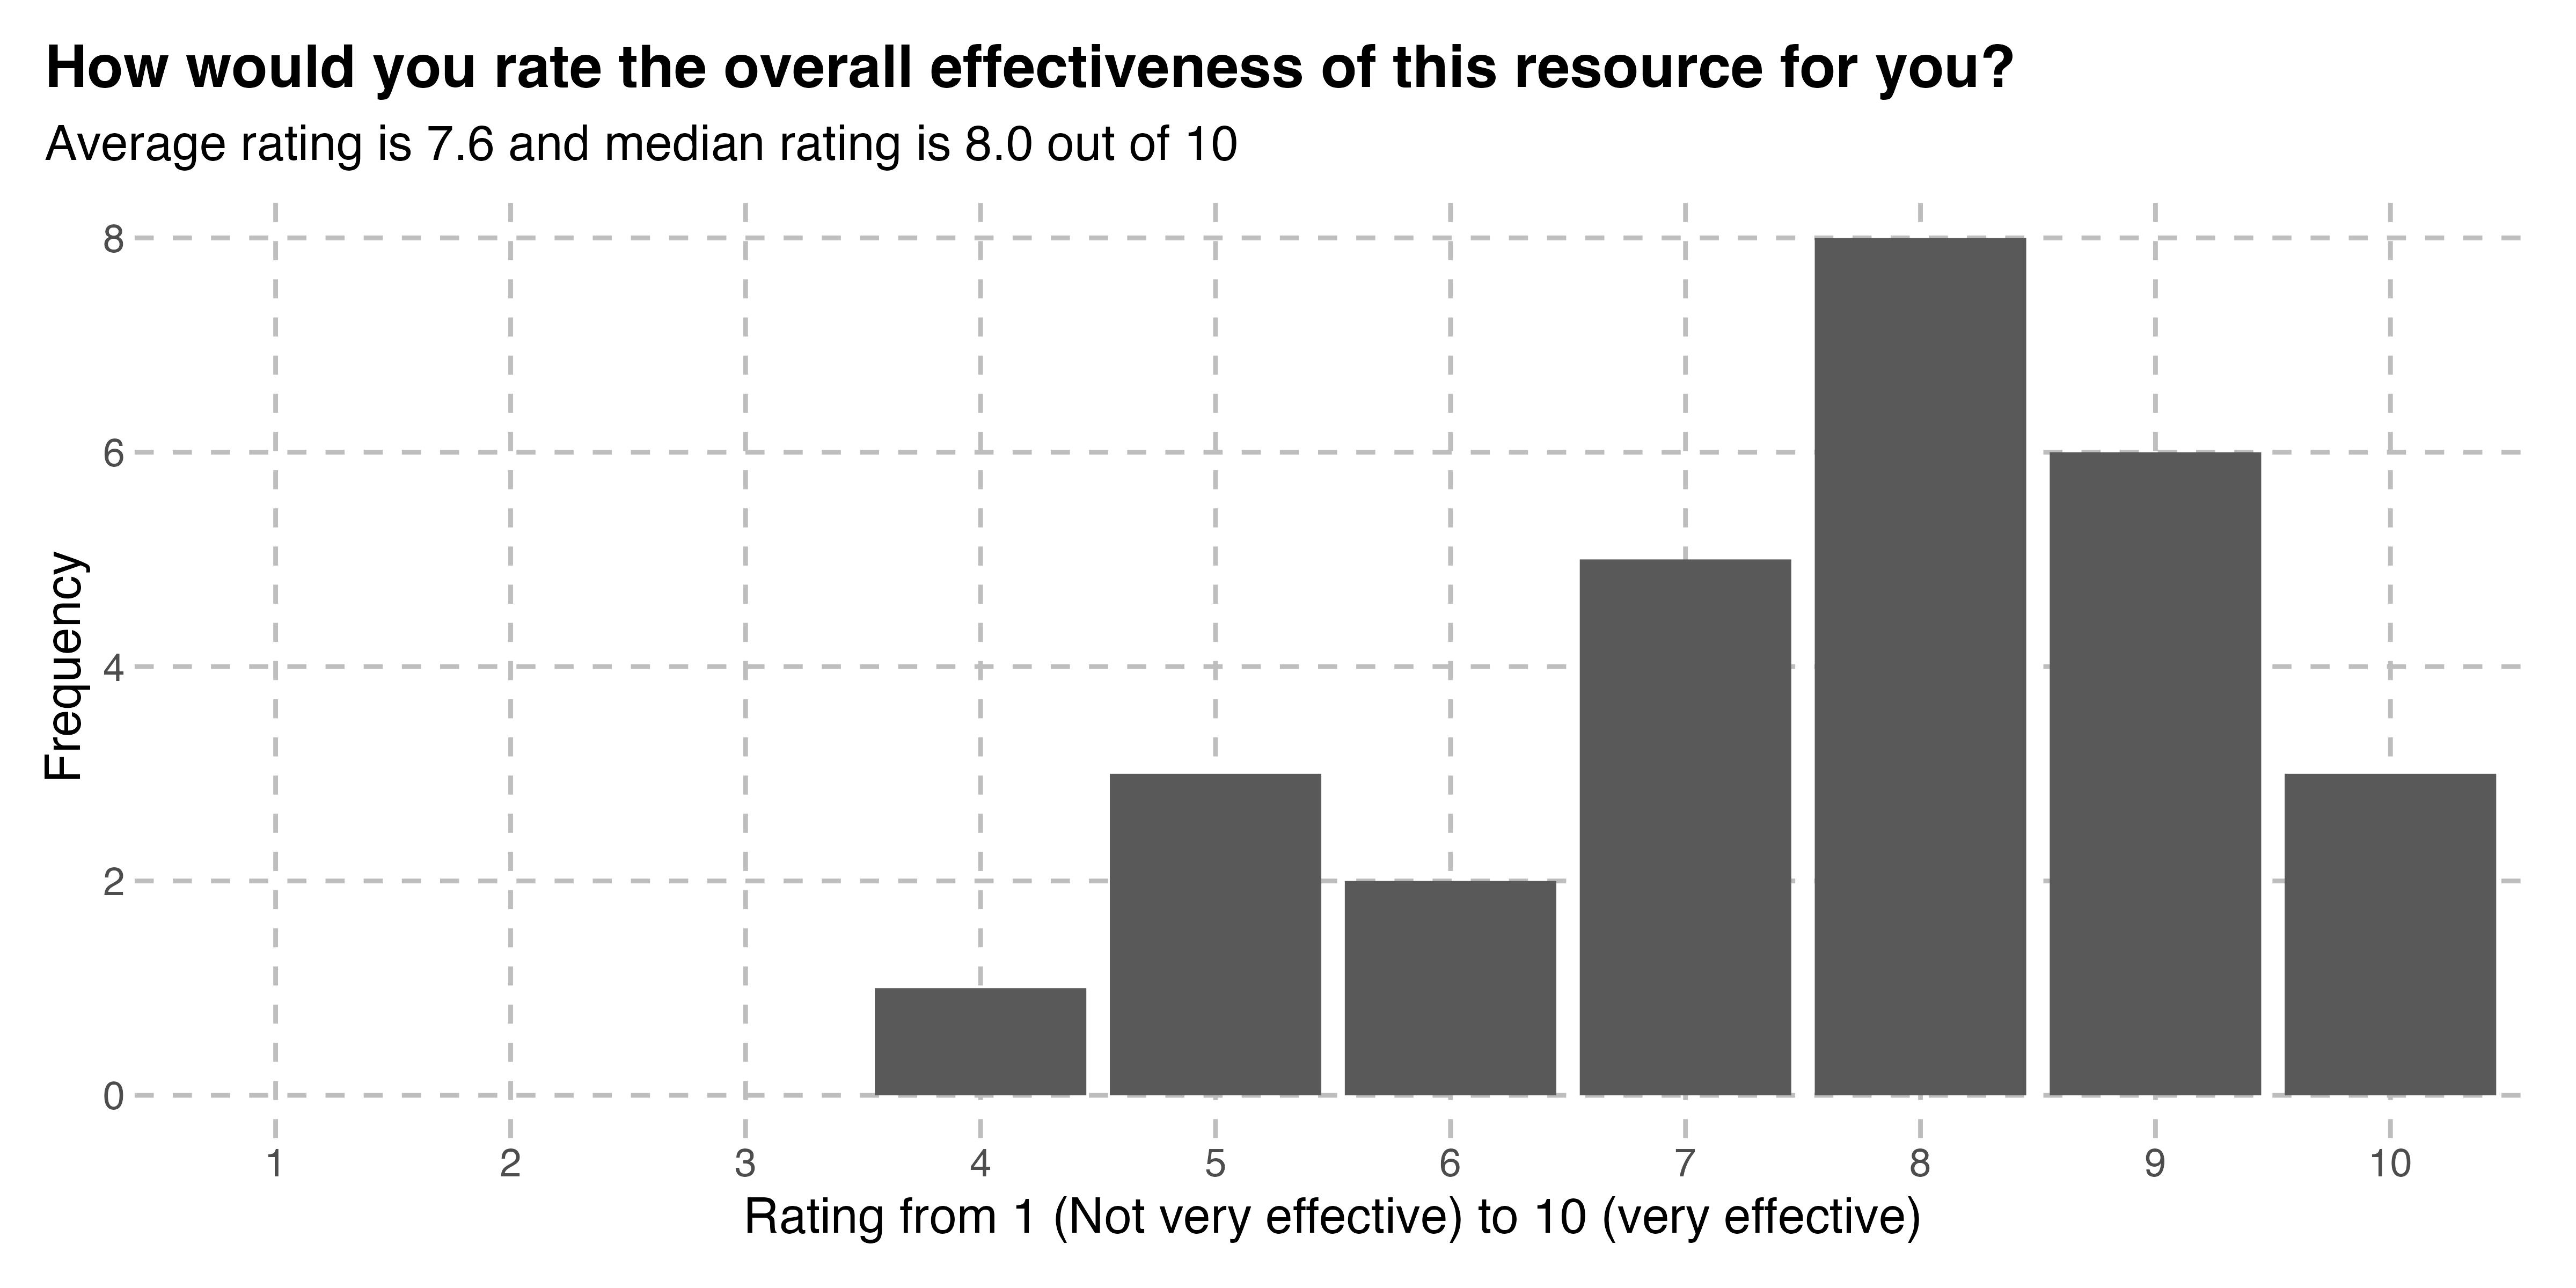 How would you rate the overall effectiveness of this resource for you?
Average rating is 7.6 and median rating is 8.0 out of 10
8
6
4
2
0
Frequency
1 2 3 4 5 6 7 8 9 10
Rating from 1 (Not very effective) to 10 (very effective)